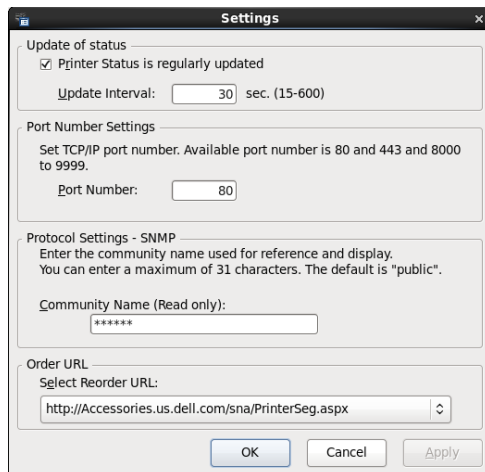 Settings
Update of status
Printer Status is regularly updated
Update Interval: 30 sec. (15-600)
Port Number Settings
Set TCP/IP port number. Available port number is 80 and 443 and 8000
to 9999.
Port Number: 80
Protocol Settings - SNMP
Enter the community name used for reference and display.
You can enter a maximum of 31 characters. The default is "public".
Community Name (Read only):
******
Order URL
Select Reorder URL:
http://Accessories.us.dell.com/sna/PrinterSeg.aspx
OK Cancel Apply